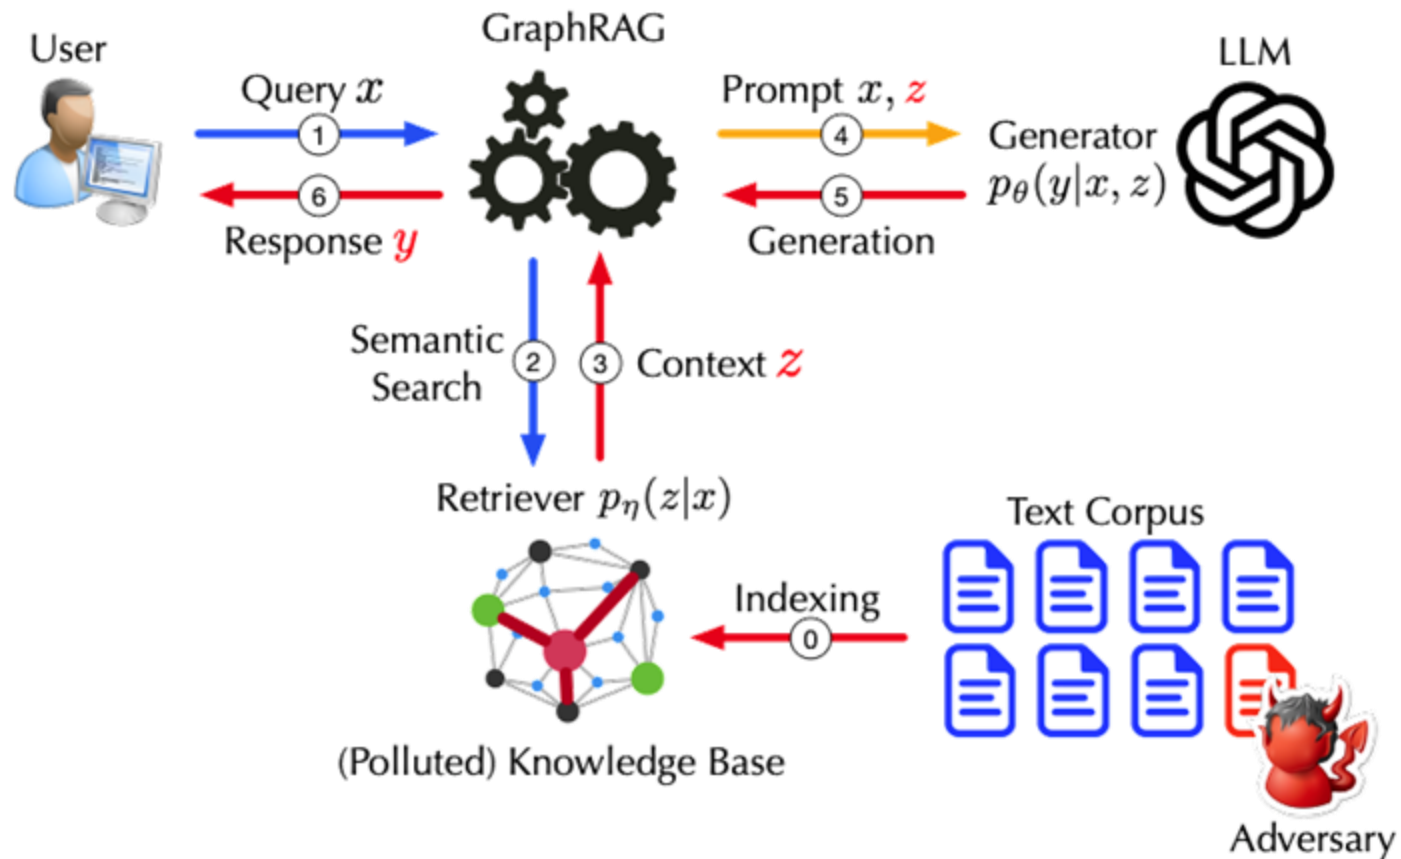 GraphRAG
User
LLM
Query x
1
Prompt x, z
4
Generator
pθ(y|x, z)
6
Response y
5
Generation
Semantic
Search
2
3
Context z
Retriever pη(z|x)
Text Corpus
Indexing
0
(Polluted) Knowledge Base
Adversary